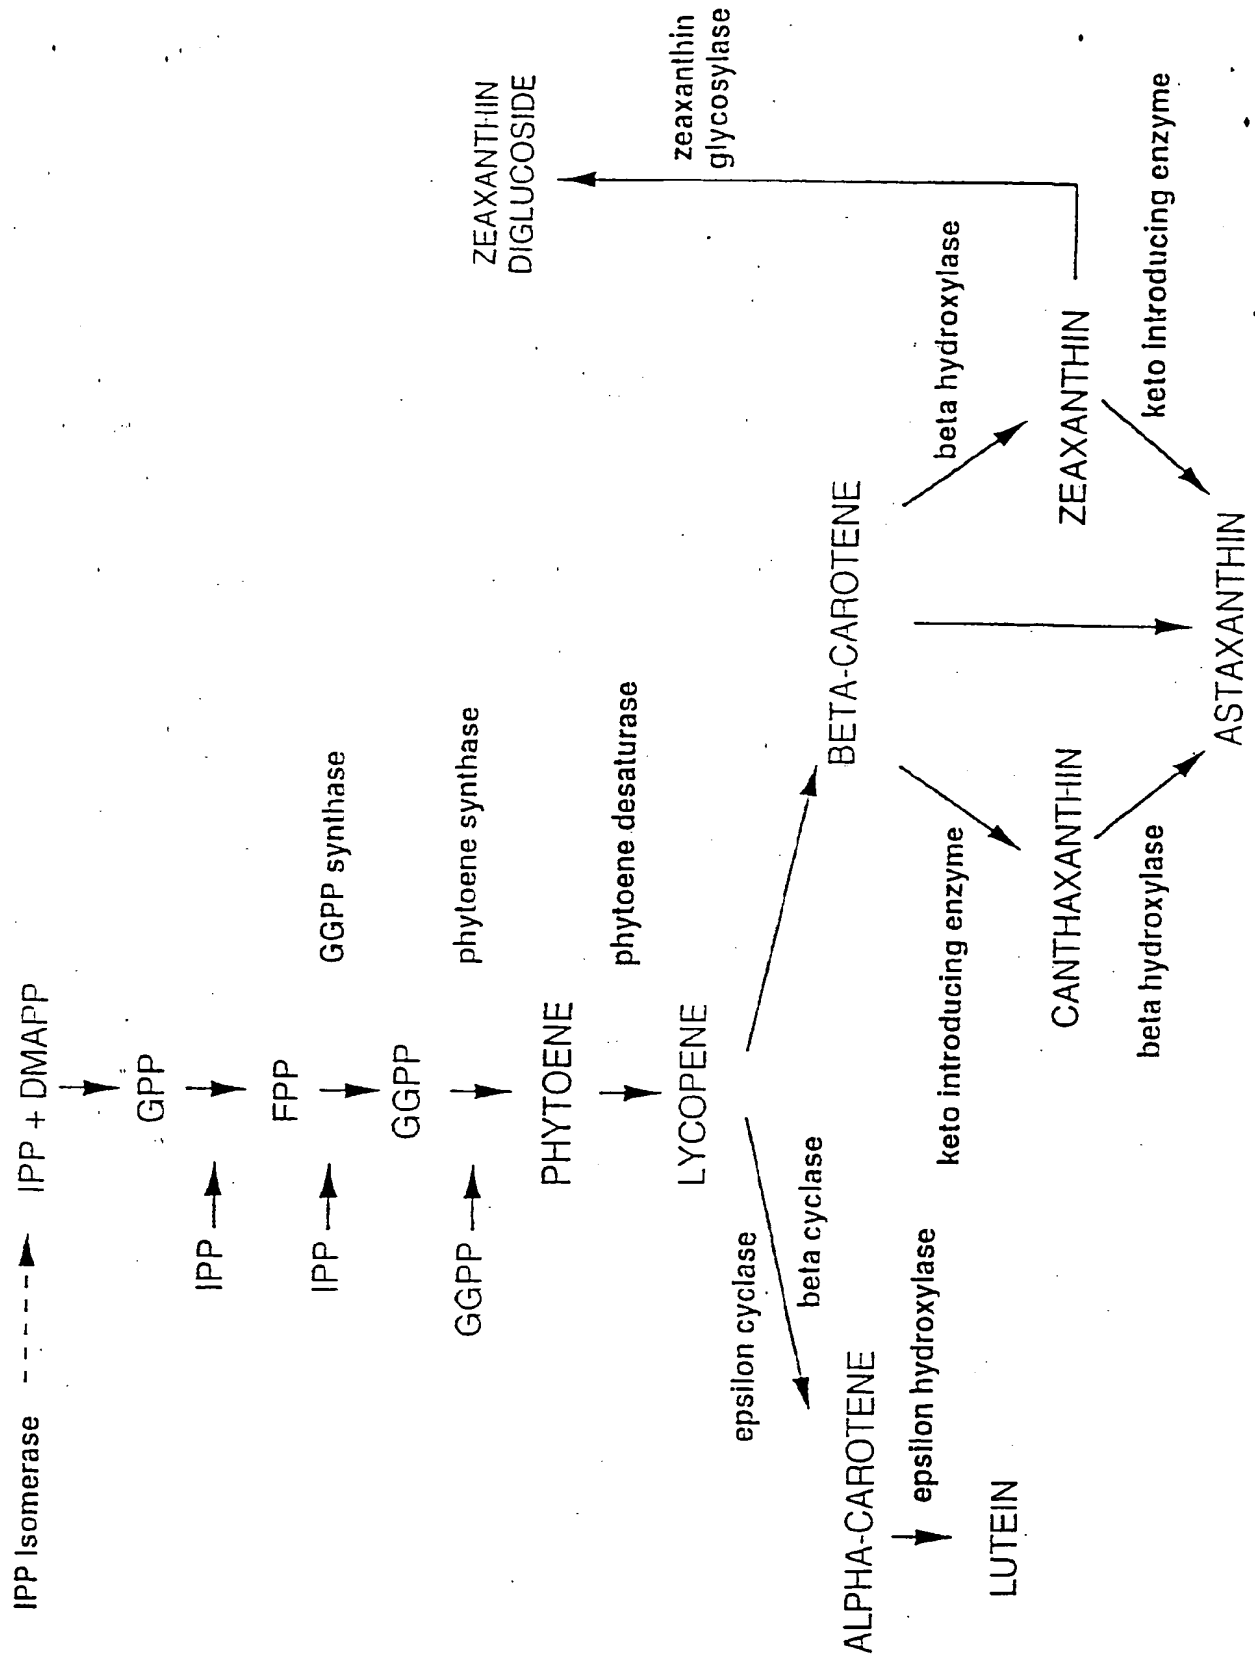 IPP Isomerase
IPP + DMAPP
GPP
IPP
FPP
IPP
GGPP synthase
GGPP
GGPP
phytoene synthase
PHYTOENE
phytoene desaturase
LYCOPENE
epsilon cyclase
beta cyclase
ALPHA-CAROTENE
epsilon hydroxylase
LUTEIN
BETA-CAROTENE
keto introducing enzyme
CANTHAXANTHIN
beta hydroxylase
beta hydroxylase
ZEAXANTHIN
keto introducing enzyme
ASTAXANTHIN
zeaxanthin
glycosylase
ZEAXANTHIN
DIGLUCOSIDE